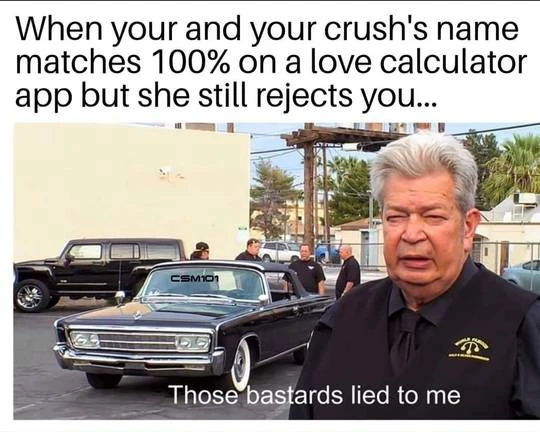 When your and your crush's name
matches 100% on a love calculator
app but she still rejects you...
CSM101
Those bastards lied to me